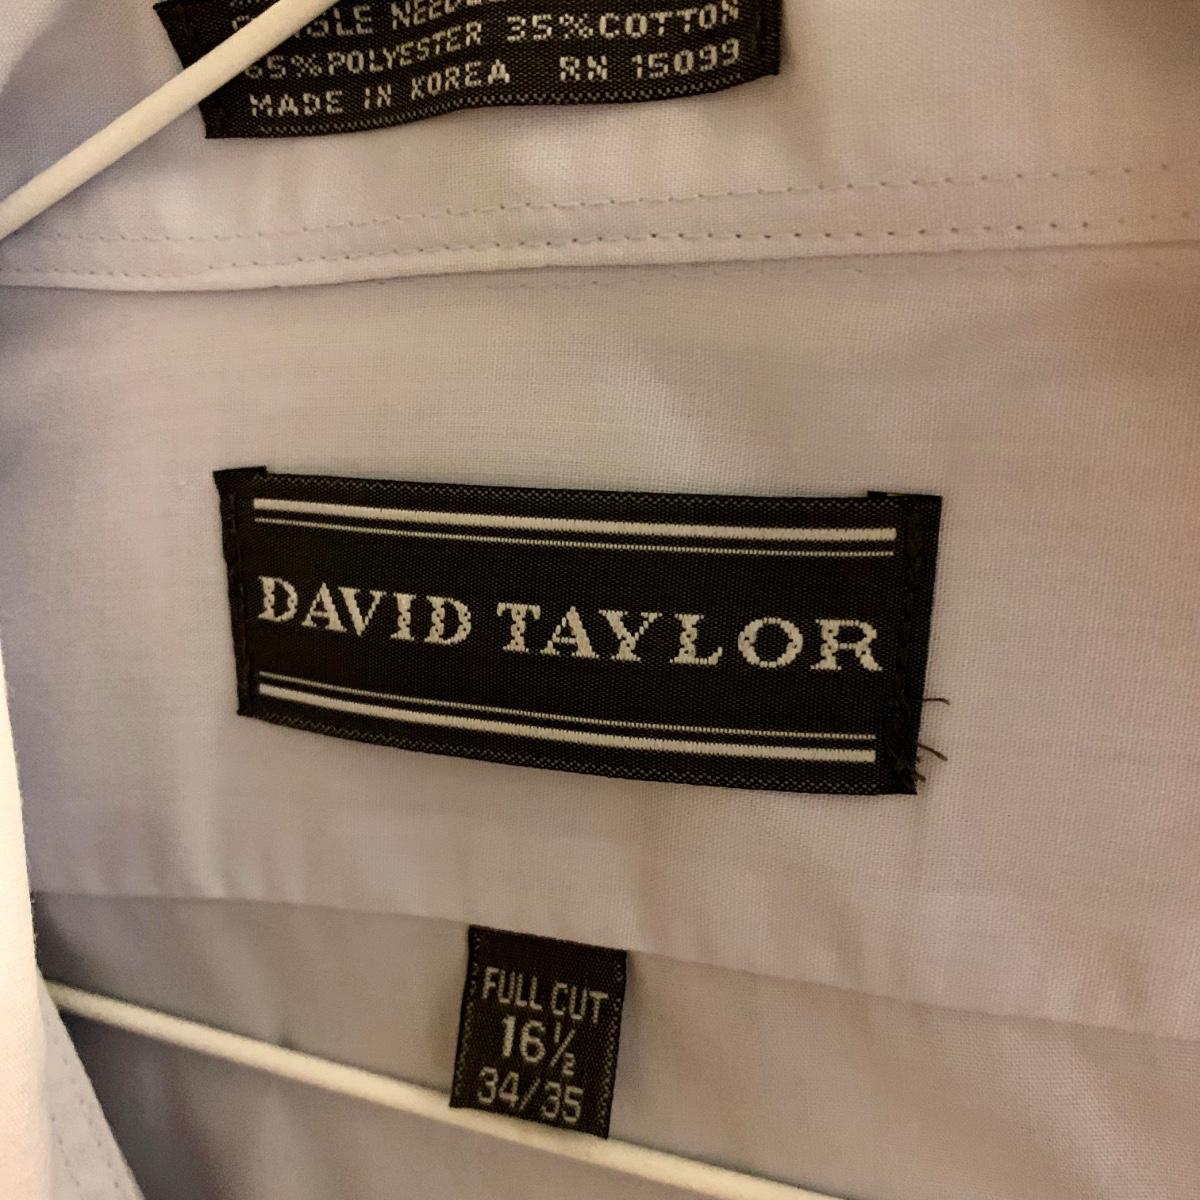 65%POLYESTER 35%COTTON
MADE IN KOREA RN 15099
DAVID TAYLOR
FULL CUT
16½
34/35